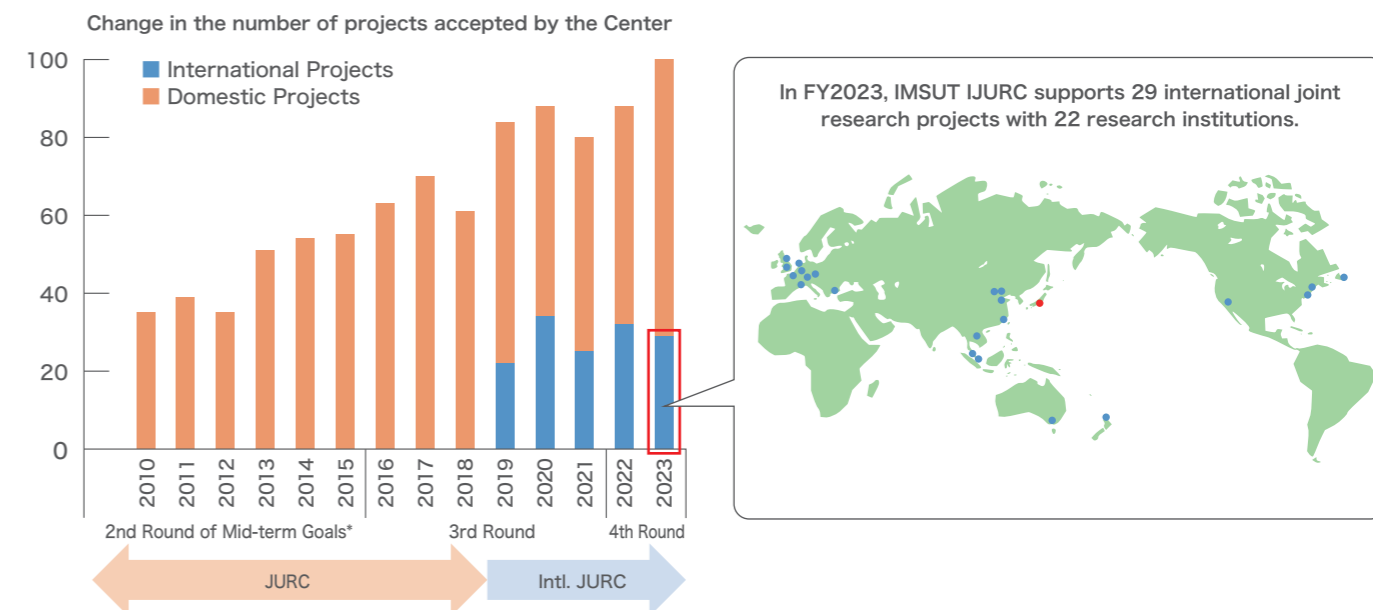 Change in the number of projects accepted by the Center
100
80
60
40
20
0
International Projects
Domestic Projects
2010
2011
2012
2013
2014
2015
2016
2017
2018
2019
2020
2021
2022
2023
2nd Round of Mid-term Goals*
3rd Round
4th Round
JURC
Intl. JURC
In FY2023, IMSUT IJURC supports 29 international joint
research projects with 22 research institutions.